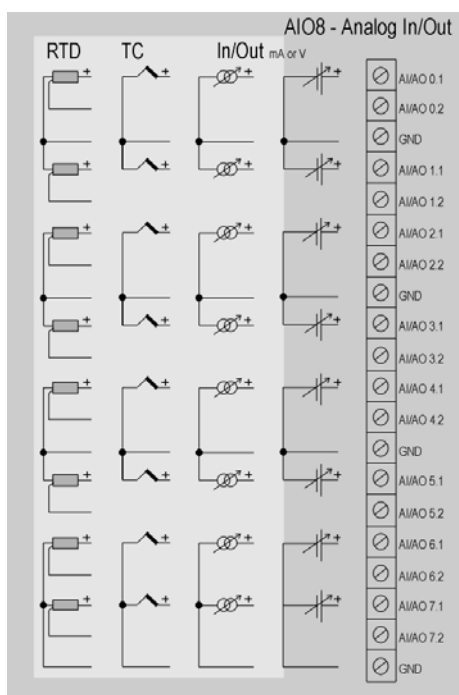 AIO8 - Analog In/Out
RTD TC In/Out mA or V
+ + + + AI/AO 0.1
AI/AO 0.2
GND
+ + + + AI/AO 1.1
AI/AO 1.2
+ + + + AI/AO 2.1
AI/AO 2.2
GND
+ + + + AI/AO 3.1
AI/AO 3.2
+ + + + AI/AO 4.1
AI/AO 4.2
GND
+ + + + AI/AO 5.1
AI/AO 5.2
+ + + + AI/AO 6.1
AI/AO 6.2
+ + + + AI/AO 7.1
AI/AO 7.2
GND